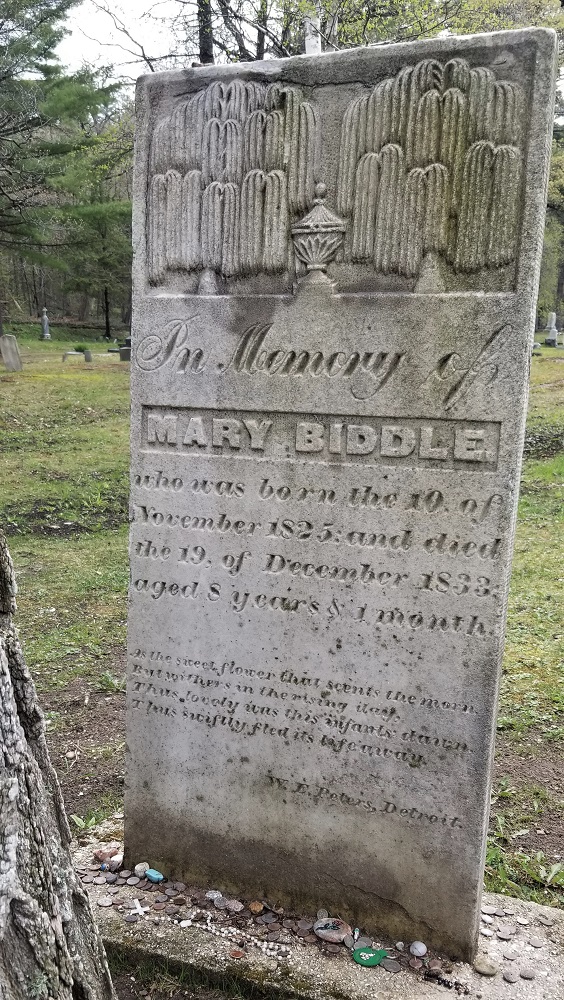 In Memory of
MARY BIDDLE
who was born the 10. of
November 1825; and died
the 19. of December 1833.
aged 8 years & 1 month.
As the sweet flower that scents the morn
But withers in the rising day,
Thus lovely was this infants' dawn
Thus swiftly fled its life away.
W. E. Peters, Detroit.